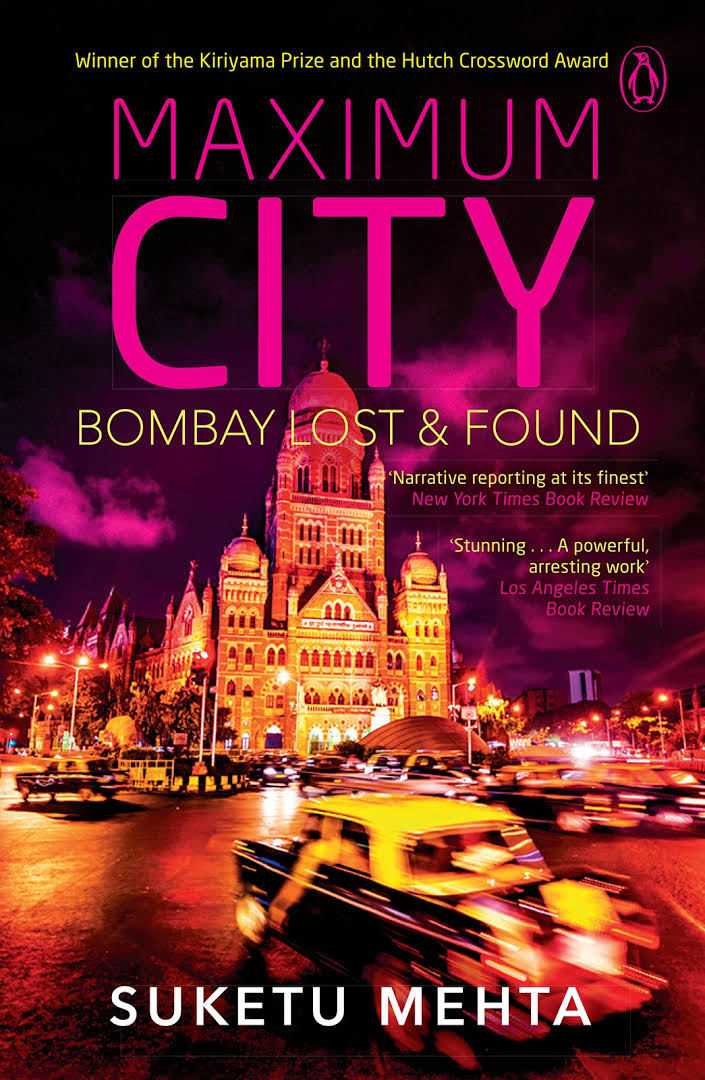 Winner of the Kiriyama Prize and the Hutch Crossword Award
MAXIMUM
CITY
BOMBAY LOST & FOUND
‘Narrative reporting at its finest’
New York Times Book Review
‘Stunning . . . A powerful,
arresting work’
Los Angeles Times
Book Review
SUKETU MEHTA